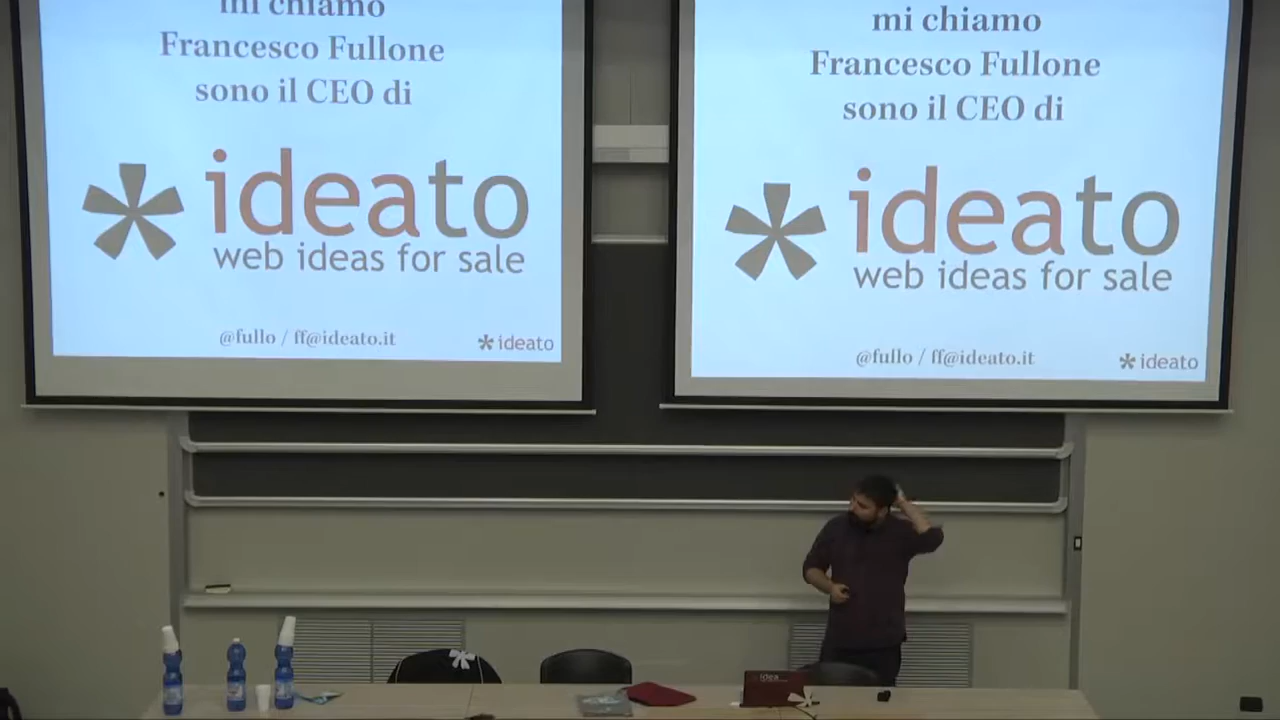 mi chiamo
Francesco Fullone
sono il CEO di
ideato
web ideas for sale
@fullo / ff@ideato.it
ideato
mi chiamo
Francesco Fullone
sono il CEO di
ideato
web ideas for sale
@fullo / ff@ideato.it
ideato
idea